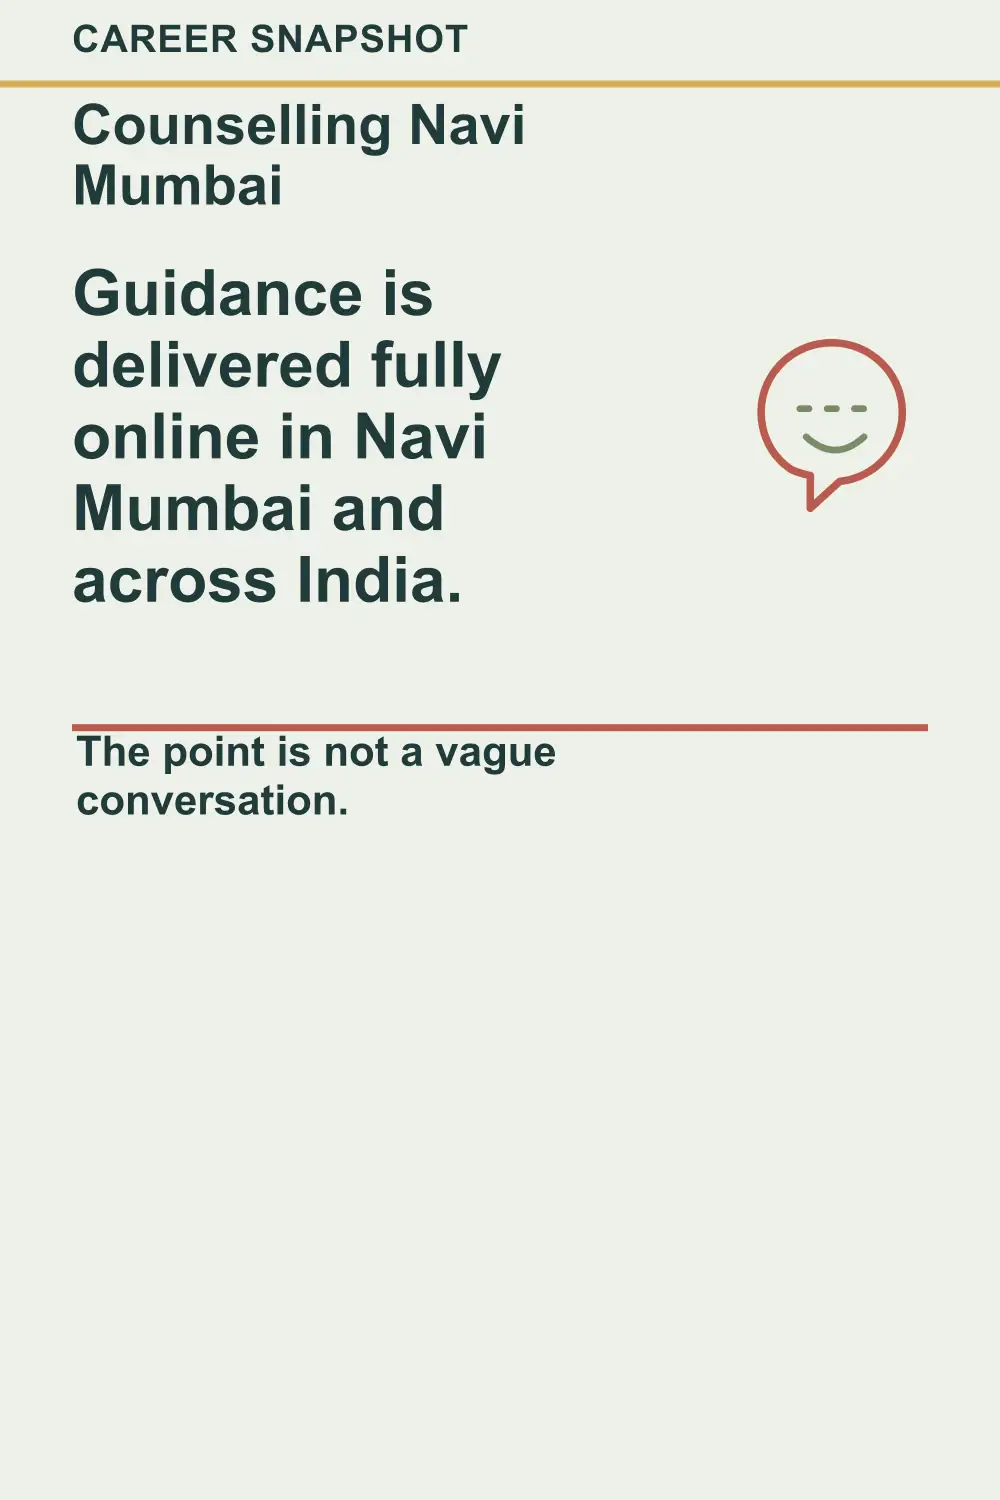 CAREER SNAPSHOT
Counselling Navi
Mumbai
Guidance is
delivered fully
online in Navi
Mumbai and
across India.
The point is not a vague
conversation.